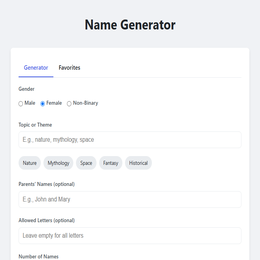 Name Generator
Generator Favorites
Gender
Male Female Non-Binary
Topic or Theme
E.g., nature, mythology, space
Nature Mythology Space Fantasy Historical
Parents' Names (optional)
E.g., John and Mary
Allowed Letters (optional)
Leave empty for all letters
Number of Names